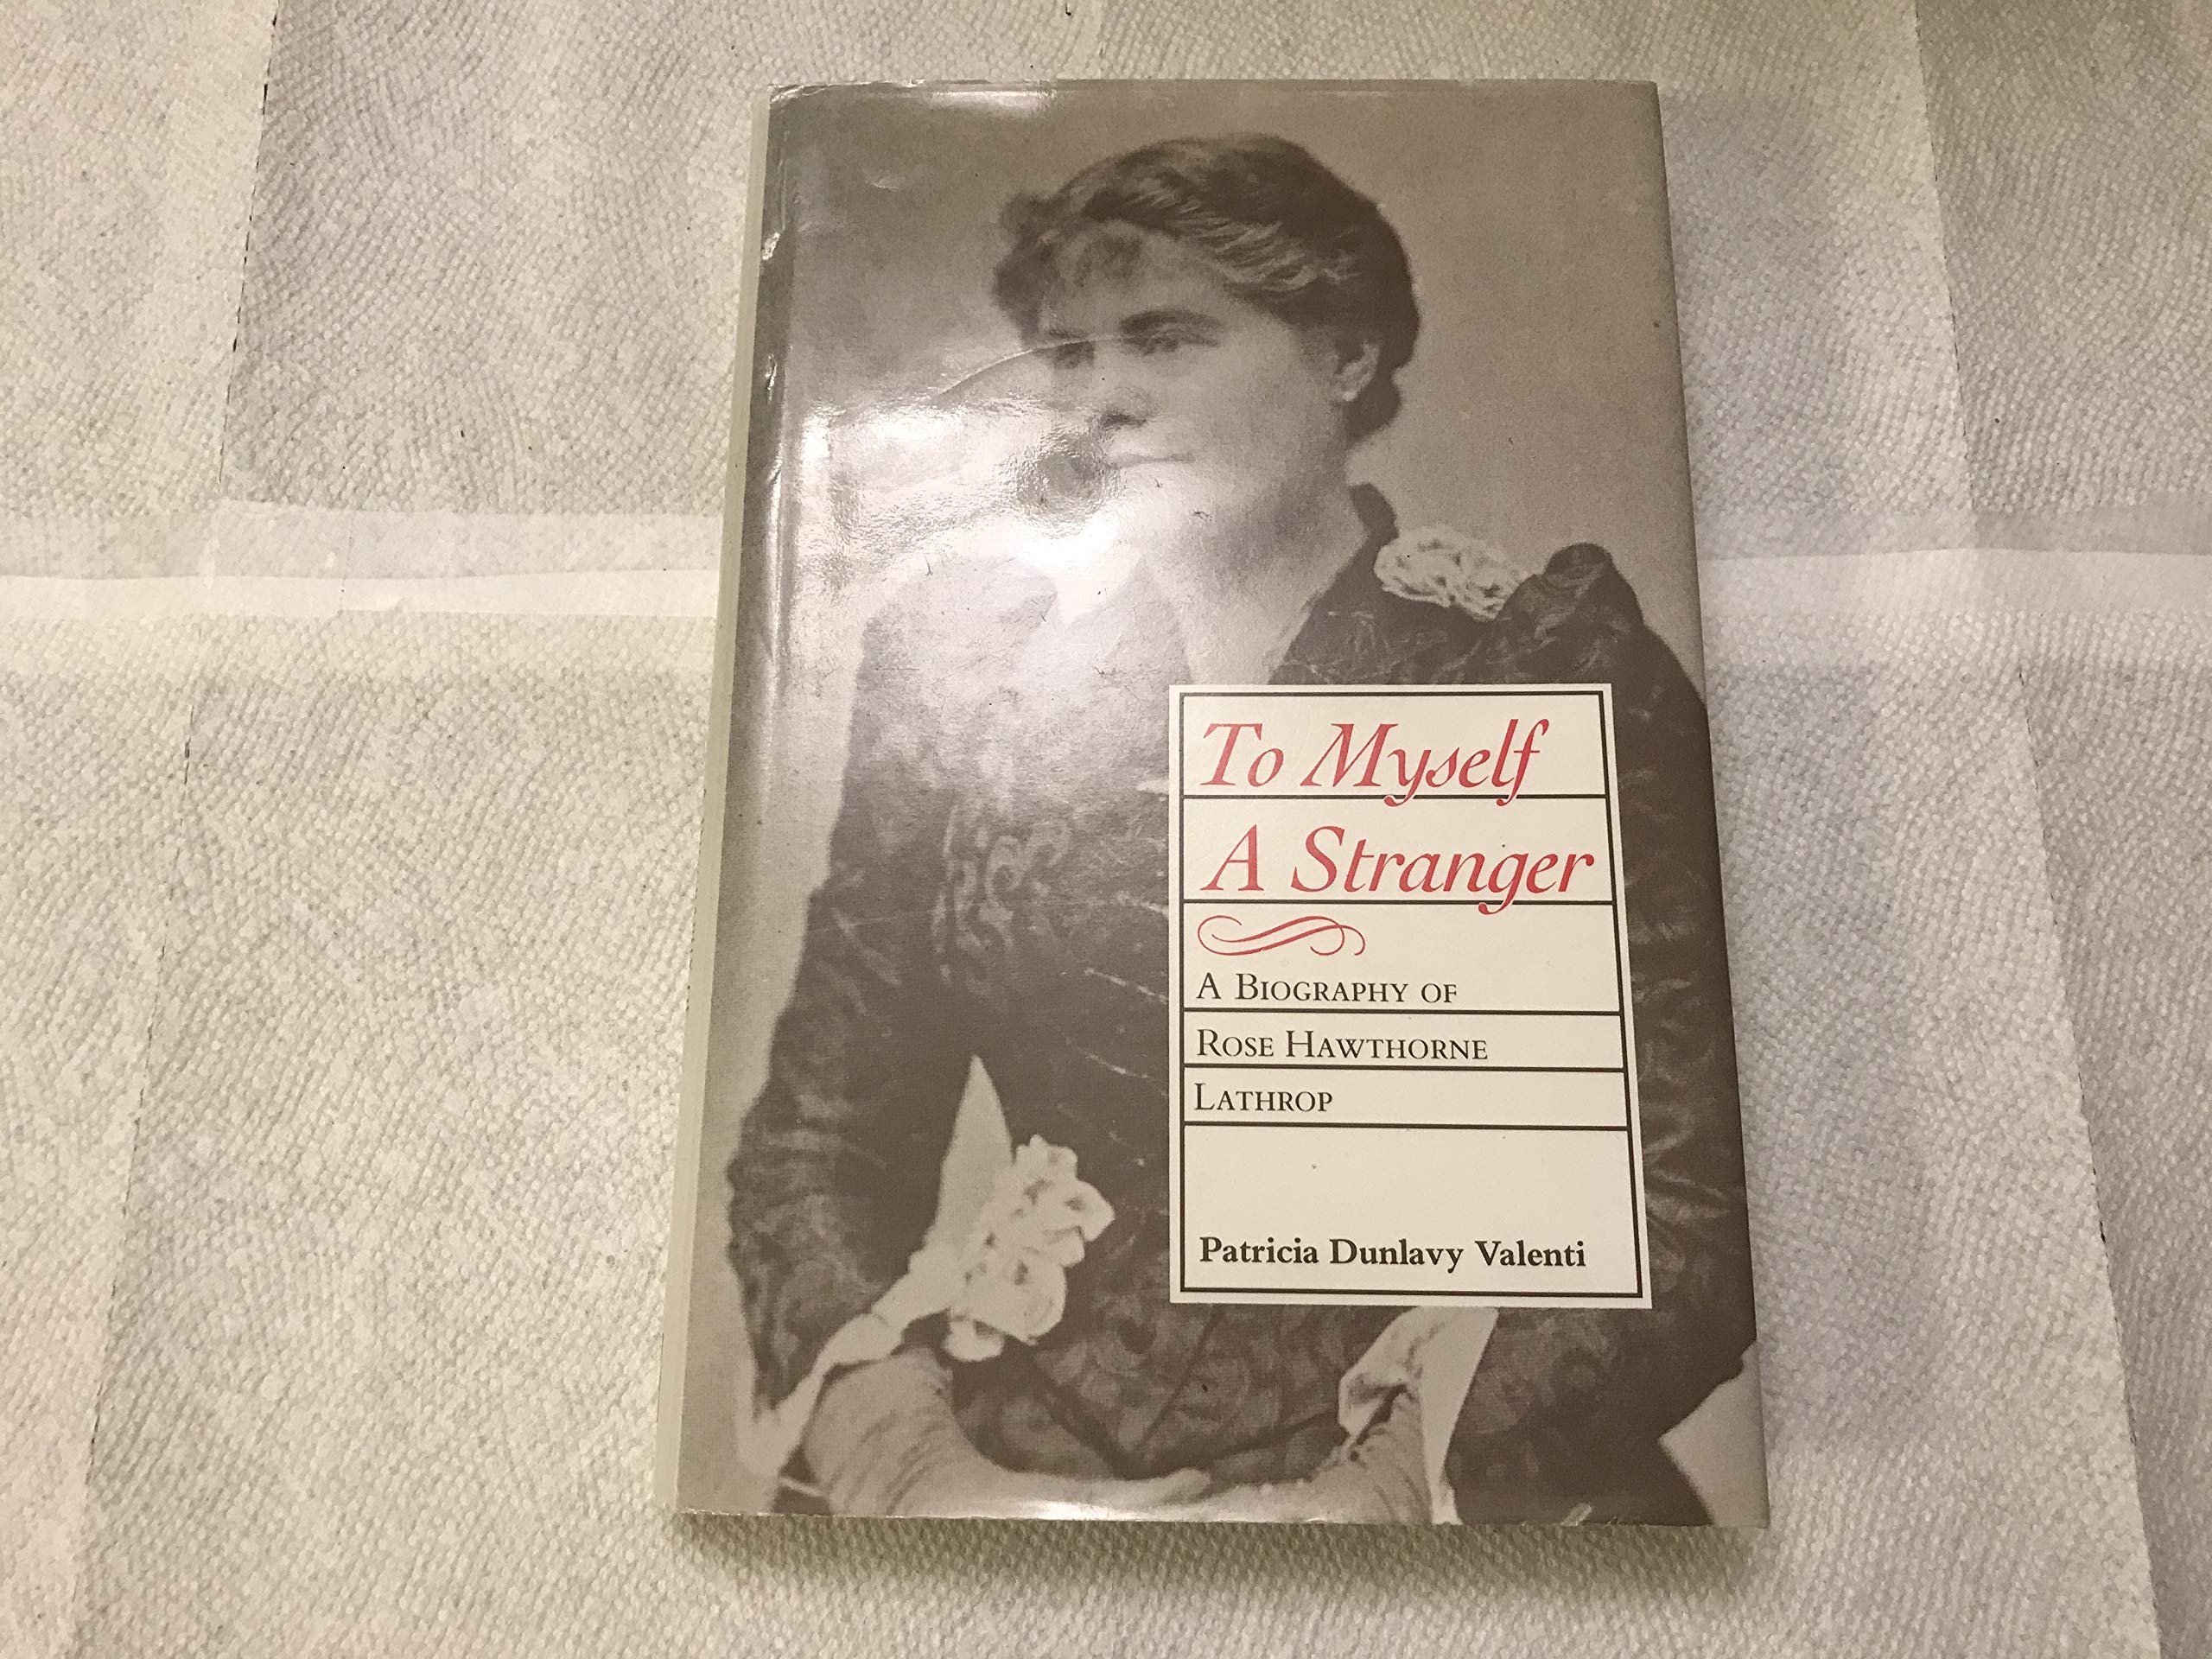 To Myself
A Stranger
A Biography of
Rose Hawthorne
Lathrop
Patricia Dunlavy Valenti